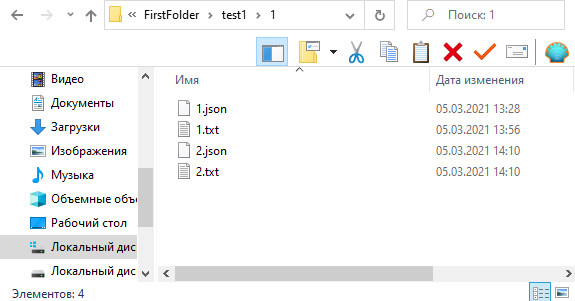 « FirstFolder › test1 › 1
Поиск: 1
Имя
Дата изменения
Видео
Документы
Загрузки
Изображения
Музыка
Объемные объ
Рабочий стол
Локальный дис
Локальный дис
1.json 05.03.2021 13:28
1.txt 05.03.2021 13:56
2.json 05.03.2021 14:10
2.txt 05.03.2021 14:10
Элементов: 4